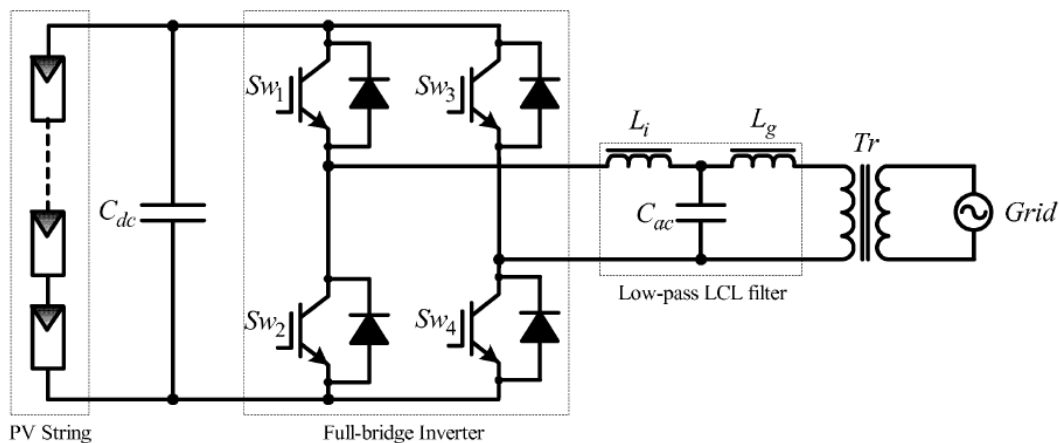 Sw1
Sw3
Li
Lg
Tr
Cdc
Cac
Grid
Low-pass LCL filter
Sw2
Sw4
PV String
Full-bridge Inverter